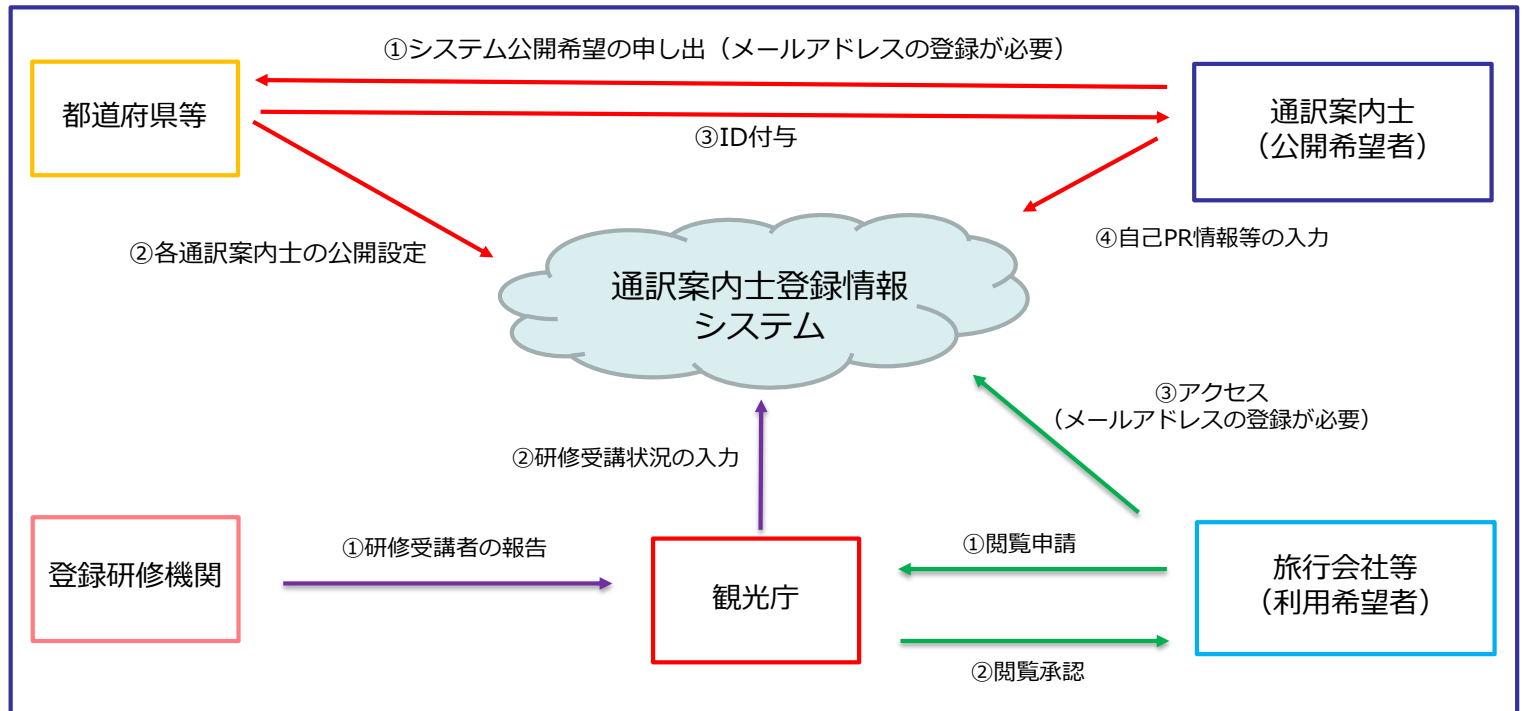 ①システム公開希望の申し出（メールアドレスの登録が必要）
都道府県等
通訳案内士
（公開希望者）
③ID付与
②各通訳案内士の公開設定
④自己PR情報等の入力
通訳案内士登録情報
システム
③アクセス
（メールアドレスの登録が必要）
②研修受講状況の入力
登録研修機関
①研修受講者の報告
観光庁
①閲覧申請
旅行会社等
（利用希望者）
②閲覧承認